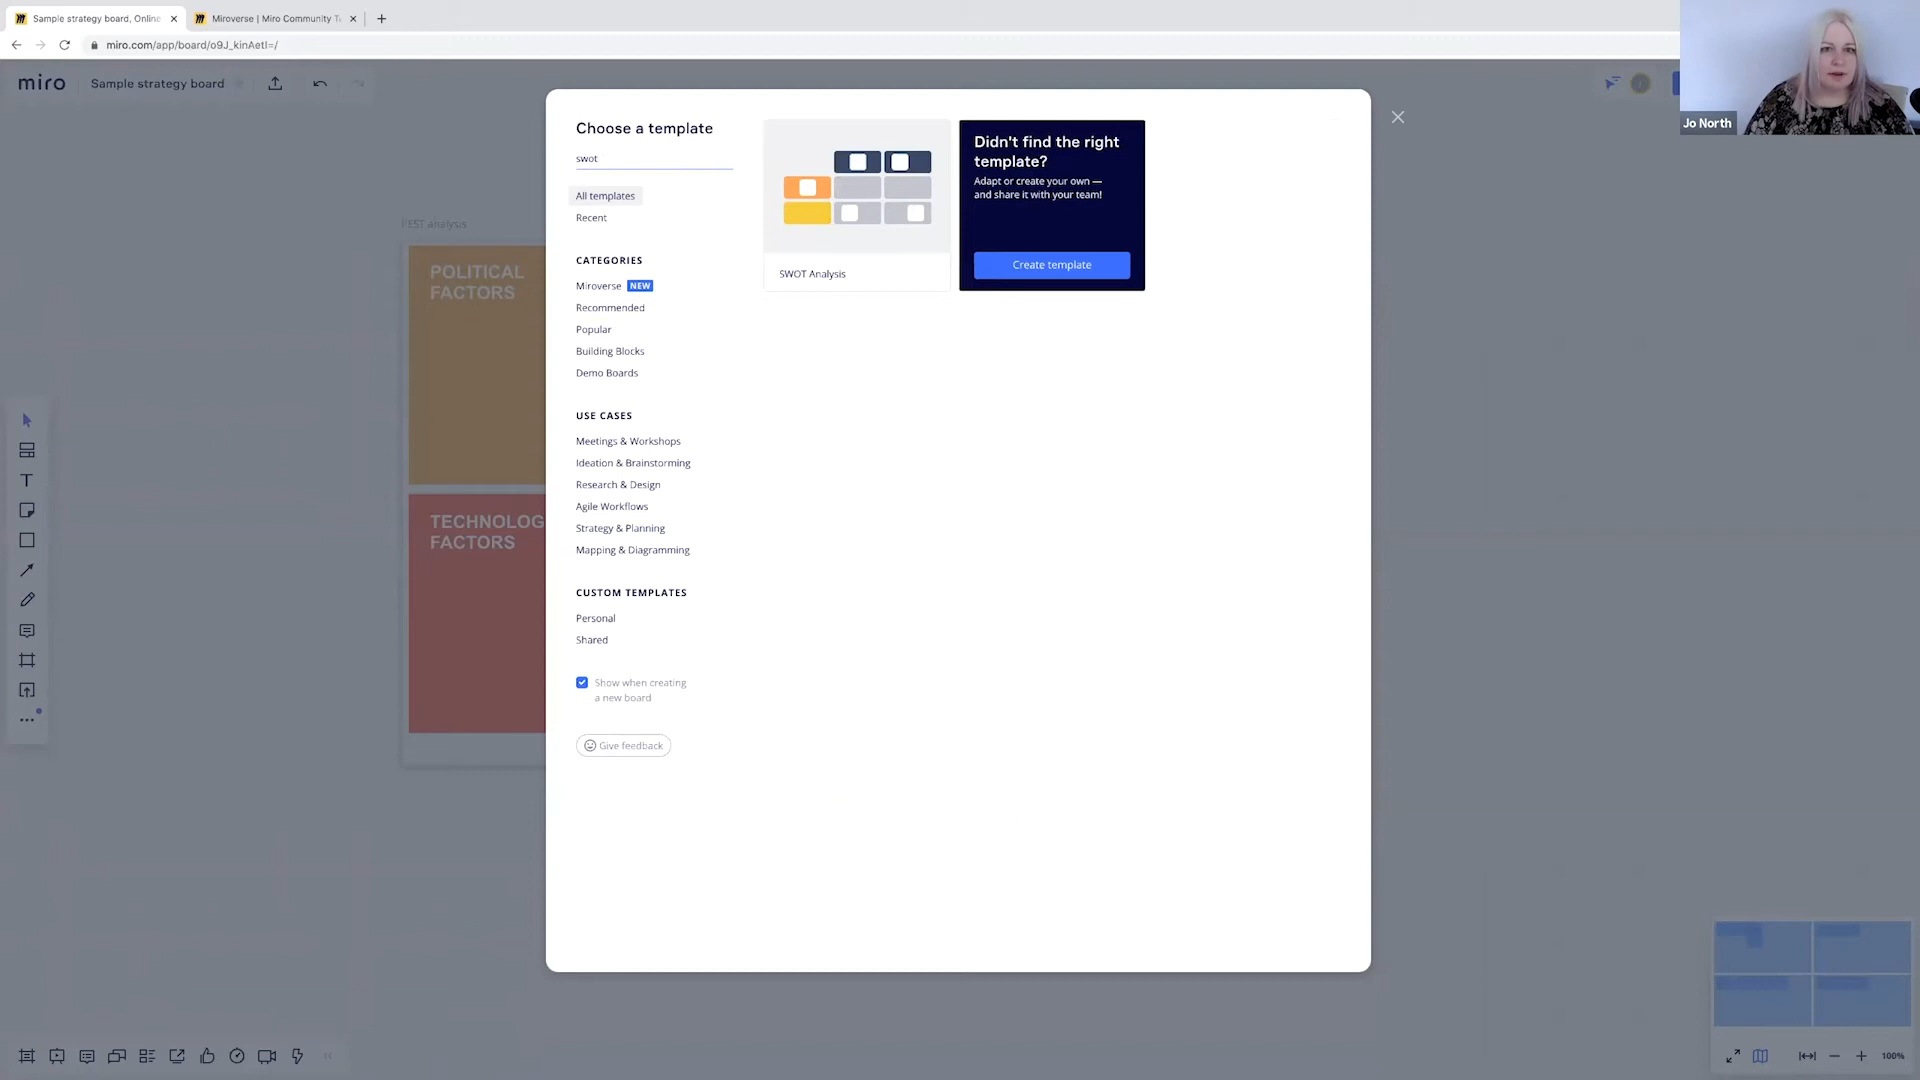 Sample strategy board, Online
Miroverse | Miro Community Te
miro.com/app/board/o9J_kinAetI=/
miro
Sample strategy board
Jo North
PEST analysis
POLITICAL
FACTORS
TECHNOLOG
FACTORS
Choose a template
swot
All templates
Recent
CATEGORIES
Miroverse NEW
Recommended
Popular
Building Blocks
Demo Boards
USE CASES
Meetings & Workshops
Ideation & Brainstorming
Research & Design
Agile Workflows
Strategy & Planning
Mapping & Diagramming
CUSTOM TEMPLATES
Personal
Shared
Show when creating
a new board
Give feedback
SWOT Analysis
Didn't find the right
template?
Adapt or create your own —
and share it with your team!
Create template
100%